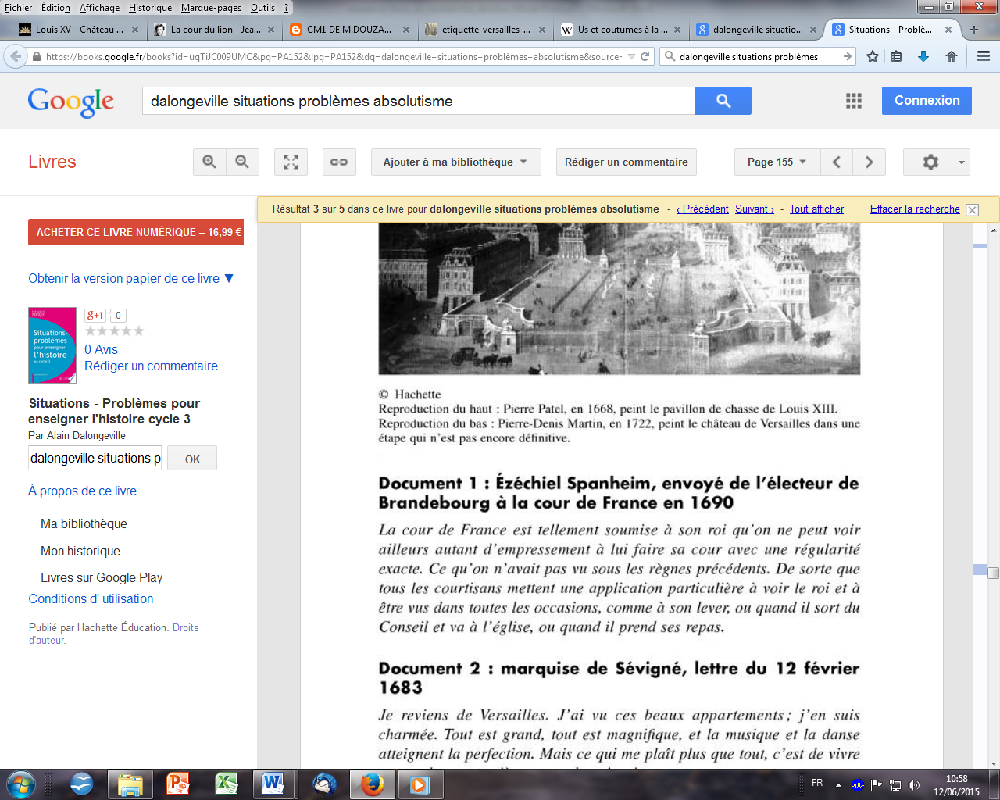 Fichier Édition Affichage Historique Marque-pages Outils ?
Louis XV - Château ... × La cour du lion - Jea... × CM1 DE M.DOUZA... × etiquette_versailles_... × Us et coutumes à la ... × dalongeville situatio... × Situations - Problè... × +
https://books.google.fr/books?id=uqTiJC009UMC&pg=PA152&lpg=PA152&dq=dalongeville+situations+problèmes+absolutisme&source= dalongeville situations problèmes
Google dalongeville situations problèmes absolutisme Connexion
Livres Ajouter à ma bibliothèque Rédiger un commentaire Page 155
Résultat 3 sur 5 dans ce livre pour dalongeville situations problèmes absolutisme - ‹ Précédent Suivant › - Tout afficher Effacer la recherche
ACHETER CE LIVRE NUMÉRIQUE – 16,99 €
Obtenir la version papier de ce livre ▼
Situations-
problèmes
pour enseigner
l'histoire
au cycle 3
g+1 0
0 Avis
Rédiger un commentaire
Situations - Problèmes pour
enseigner l'histoire cycle 3
Par Alain Dalongeville
dalongeville situations p OK
À propos de ce livre
Ma bibliothèque
Mon historique
Livres sur Google Play
Conditions d' utilisation
Publié par Hachette Éducation. Droits
d'auteur.
© Hachette
Reproduction du haut : Pierre Patel, en 1668, peint le pavillon de chasse de Louis XIII.
Reproduction du bas : Pierre-Denis Martin, en 1722, peint le château de Versailles dans une
étape qui n'est pas encore définitive.
Document 1 : Ézéchiel Spanheim, envoyé de l'électeur de
Brandebourg à la cour de France en 1690
La cour de France est tellement soumise à son roi qu'on ne peut voir
ailleurs autant d'empressement à lui faire sa cour avec une régularité
exacte. Ce qu'on n'avait pas vu sous les règnes précédents. De sorte que
tous les courtisans mettent une application particulière à voir le roi et à
être vus dans toutes les occasions, comme à son lever, ou quand il sort du
Conseil et va à l'église, ou quand il prend ses repas.
Document 2 : marquise de Sévigné, lettre du 12 février
1683
Je reviens de Versailles. J'ai vu ces beaux appartements ; j'en suis
charmée. Tout est grand, tout est magnifique, et la musique et la danse
atteignent la perfection. Mais ce qui me plaît plus que tout, c'est de vivre
FR 10:58
12/06/2015